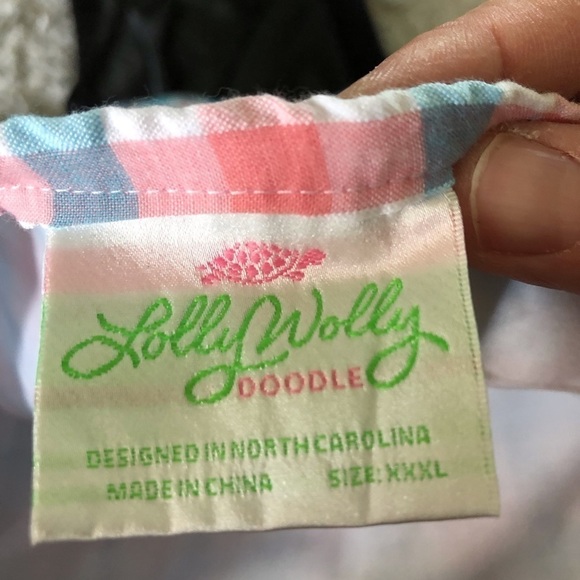 Lolly Wolly
DOODLE
DESIGNED IN NORTH CAROLINA
MADE IN CHINA SIZE: XXXL